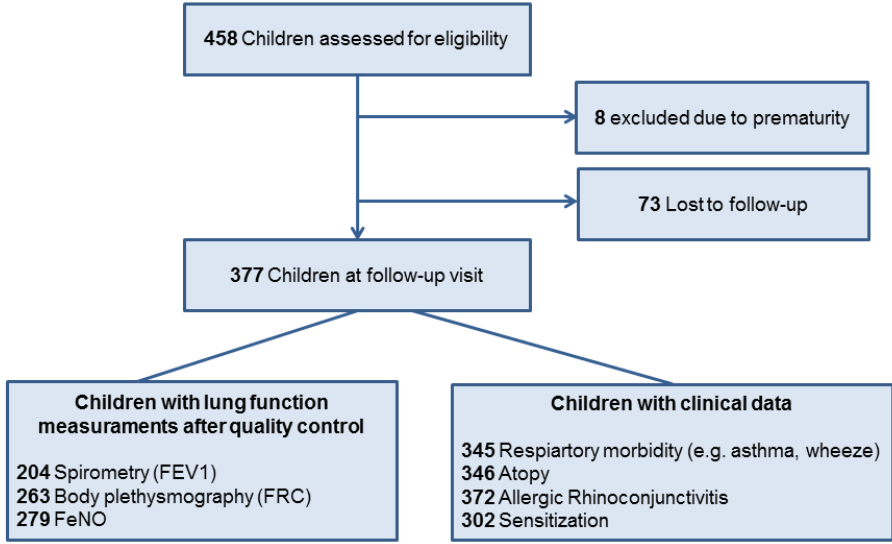 458 Children assessed for eligibility
8 excluded due to prematurity
73 Lost to follow-up
377 Children at follow-up visit
Children with lung function
measuraments after quality control
204 Spirometry (FEV1)
263 Body plethysmography (FRC)
279 FeNO
Children with clinical data
345 Respiartory morbidity (e.g. asthma, wheeze)
346 Atopy
372 Allergic Rhinoconjunctivitis
302 Sensitization